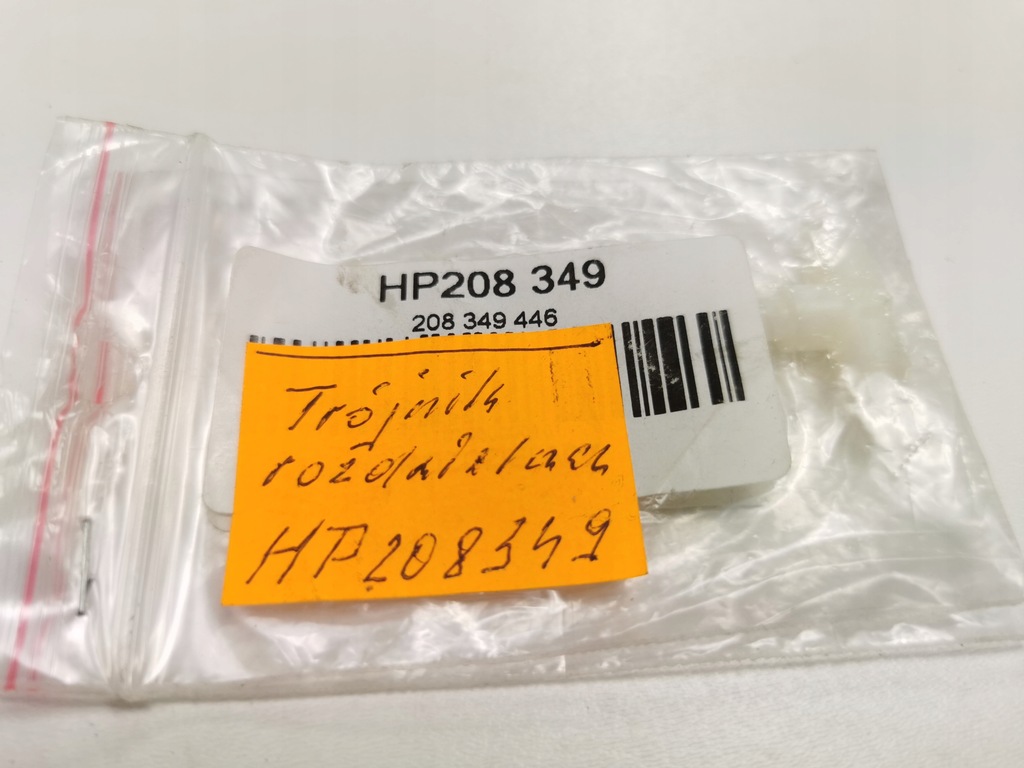 HP208 349
208 349 446
Trójnik
rozdzielacz
HP208349